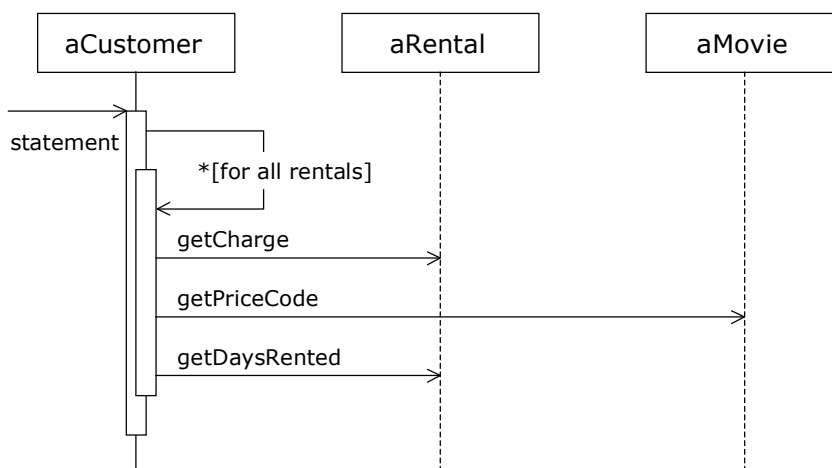 aCustomer
aRental
aMovie
statement
*[for all rentals]
getCharge
getPriceCode
getDaysRented